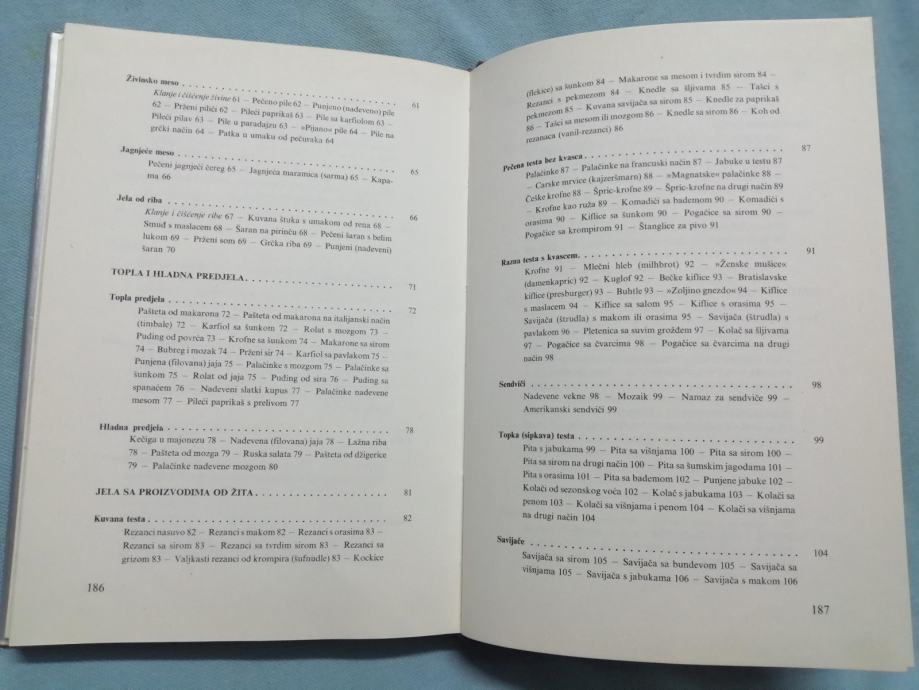 Živinsko meso . . . . . . . . . . . . . . . . . . . . . . . . . . . . . . . . . . . 61
Klanje i čišćenje živine 61 — Pečeno pile 62 — Punjeno (nadeveno) pile
62 — Prženi pilići 62 — Pileći paprikaš 63 — Pile sa karfiolom 63 —
Pileći pilav 63 — Pile u paradajzu 63 — »Pijano« pile 64 — Pile na
grčki način 64 — Patka u umaku od pečuraka 64
Jagnjeće meso . . . . . . . . . . . . . . . . . . . . . . . . . . . . . . . . . . . 65
Pečeni jagnjeći čereg 65 — Jagnjeća maramica (sarma) 65 — Kapa-
ma 66
Jela od riba . . . . . . . . . . . . . . . . . . . . . . . . . . . . . . . . . . . 66
Klanje i čišćenje ribe 67 — Kuvana štuka s umakom od rena 68 —
Smuđ s maslacem 68 — Šaran na pirinču 68 — Pečeni šaran s belim
lukom 69 — Prženi som 69 — Grčka riba 69 — Punjeni (nadeveni)
šaran 70
TOPLA I HLADNA PREDJELA . . . . . . . . . . . . . . . . . . . . . 71
Topla predjela . . . . . . . . . . . . . . . . . . . . . . . . . . . . . . . . . 72
Pašteta od makarona 72 — Pašteta od makarona na italijanski način
(timbale) 72 — Karfiol sa šunkom 72 — Rolat s mozgom 73 —
Puding od povrća 73 — Krofne sa šunkom 74 — Makarone sa sirom
74 — Bubreg i mozak 74 — Prženi sir 74 — Karfiol sa pavlakom 75 —
Punjena (filovana) jaja 75 — Palačinke s mozgom 75 — Palačinke sa
šunkom 75 — Rolat od jaja 75 — Puding od sira 76 — Puding sa
spanaćem 76 — Nadeveni slatki kupus 77 — Palačinke nadevene
mesom 77 — Pileći paprikaš s prelivom 77
Hladna predjela . . . . . . . . . . . . . . . . . . . . . . . . . . . . . . . 78
Kečiga u majonezu 78 — Nadevena (filovana) jaja 78 — Lažna riba
78 — Pašteta od mozga 79 — Ruska salata 79 — Pašteta od džigerice
79 — Palačinke nadevene mozgom 80
JELA SA PROIZVODIMA OD ŽITA . . . . . . . . . . . . . . . . . . . 81
Kuvana testa . . . . . . . . . . . . . . . . . . . . . . . . . . . . . . . . . 82
Rezanci nasuvo 82 — Rezanci s makom 82 — Rezanci s orasima 83 —
Rezanci sa sirom 83 — Rezanci sa tvrdim sirom 83 — Rezanci sa
grizom 83 — Valjkasti rezanci od krompira (šufnudle) 83 — Kockice
186
(flekice) sa šunkom 84 — Makarone sa mesom i tvrdim sirom 84 —
Rezanci s pekmezom 84 — Knedle sa šljivama 85 — Tašci s
pekmezom 85 — Kuvana savijača sa sirom 85 — Knedle za paprikaš
86 — Tašci sa mesom ili mozgom 86 — Knedle sa sirom 86 — Koh od
rezanaca (vanil-rezanci) 86
Pečena testa bez kvasca . . . . . . . . . . . . . . . . . . . . . . . . . . 87
Palačinke 87 — Palačinke na francuski način 87 — Jabuke u testu 87
— Carske mrvice (kajzeršmarn) 88 — »Magnatske« palačinke 88 —
Češke krofne 88 — Špric-krofne 89 — Špric-krofne na drugi način 89
— Krofne kao ruža 89 — Komadići sa bademom 90 — Komadići s
orasima 90 — Kiflice sa šunkom 90 — Pogačice sa sirom 90 —
Pogačice sa krompirom 91 — Štanglice za pivo 91
Razna testa s kvascem . . . . . . . . . . . . . . . . . . . . . . . . . . . 91
Krofne 91 — Mlečni hleb (milhbrot) 92 — »Ženske mušice«
(damenkapric) 92 — Kuglof 92 — Bečke kiflice 93 — Bratislavske
kiflice (presburger) 93 — Buhtle 93 — »Zoljino gnezdo« 94 — Kiflice
s maslacem 94 — Kiflice sa salom 95 — Kiflice s orasima 95 —
Savijača (štrudla) s makom ili orasima 95 — Savijača (štrudla) s
pavlakom 96 — Pletenica sa suvim grožđem 97 — Kolač sa šljivama
97 — Pogačice sa čvarcima 98 — Pogačice sa čvarcima na drugi
način 98
Sendviči . . . . . . . . . . . . . . . . . . . . . . . . . . . . . . . . . . . . 98
Nadevene vekne 98 — Mozaik 99 — Namaz za sendviče 99 —
Amerikanski sendviči 99
Topka (sipkava) testa . . . . . . . . . . . . . . . . . . . . . . . . . . . 99
Pita s jabukama 99 — Pita sa višnjama 100 — Pita sa sirom 100 —
Pita sa sirom na drugi način 100 — Pita sa šumskim jagodama 101 —
Pita s orasima 101 — Pita sa bademom 102 — Punjene jabuke 102 —
Kolači od sezonskog voća 102 — Kolač s jabukama 103 — Kolači sa
penom 103 — Kolači sa višnjama i penom 104 — Kolači sa višnjama
na drugi način 104
Savijače . . . . . . . . . . . . . . . . . . . . . . . . . . . . . . . . . . . . 104
Savijača sa sirom 105 — Savijača sa bundevom 105 — Savijača sa
višnjama 105 — Savijača s jabukama 106 — Savijača s makom 106
187